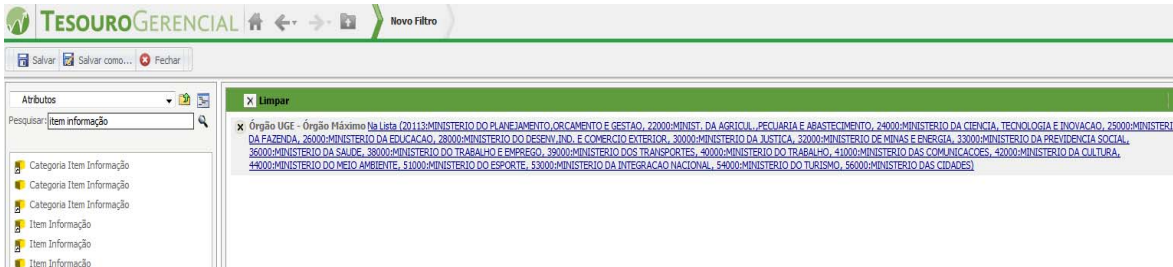 TESOUROGERENCIAL Novo Filtro
Salvar Salvar como... Fechar
Atributos
Pesquisar: item informação
Categoria Item Informação
Categoria Item Informação
Categoria Item Informação
Item Informação
Item Informação
Item Informação
X Limpar
X Órgão UGE - Órgão Máximo Na Lista (20113:MINISTERIO DO PLANEJAMENTO,ORCAMENTO E GESTAO, 22000:MINIST. DA AGRICUL.,PECUARIA E ABASTECIMENTO, 24000:MINISTERIO DA CIENCIA, TECNOLOGIA E INOVACAO, 25000:MINISTERI
DA FAZENDA, 26000:MINISTERIO DA EDUCACAO, 28000:MINISTERIO DO DESENV,IND. E COMERCIO EXTERIOR, 30000:MINISTERIO DA JUSTICA, 32000:MINISTERIO DE MINAS E ENERGIA, 33000:MINISTERIO DA PREVIDENCIA SOCIAL,
36000:MINISTERIO DA SAUDE, 38000:MINISTERIO DO TRABALHO E EMPREGO, 39000:MINISTERIO DOS TRANSPORTES, 40000:MINISTERIO DO TRABALHO, 41000:MINISTERIO DAS COMUNICACOES, 42000:MINISTERIO DA CULTURA,
44000:MINISTERIO DO MEIO AMBIENTE, 51000:MINISTERIO DO ESPORTE, 53000:MINISTERIO DA INTEGRACAO NACIONAL, 54000:MINISTERIO DO TURISMO, 56000:MINISTERIO DAS CIDADES)